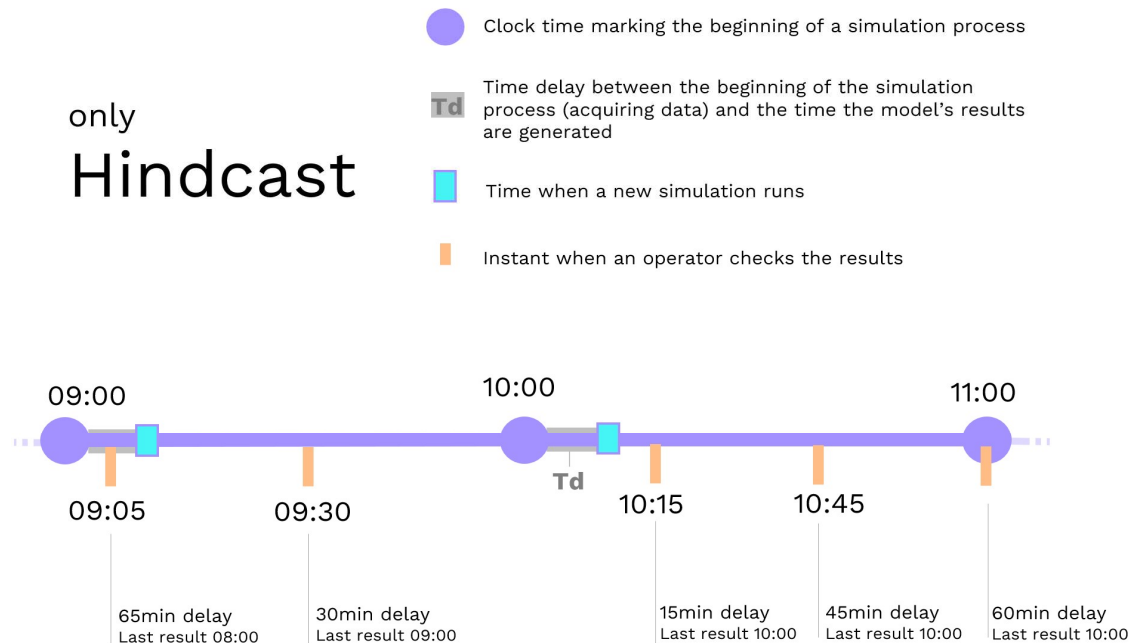 only
Hindcast
Clock time marking the beginning of a simulation process
Td
Time delay between the beginning of the simulation
process (acquiring data) and the time the model's results
are generated
Time when a new simulation runs
Instant when an operator checks the results
09:00
10:00
11:00
Td
09:05
09:30
10:15
10:45
65min delay
Last result 08:00
30min delay
Last result 09:00
15min delay
Last result 10:00
45min delay
Last result 10:00
60min delay
Last result 10:00